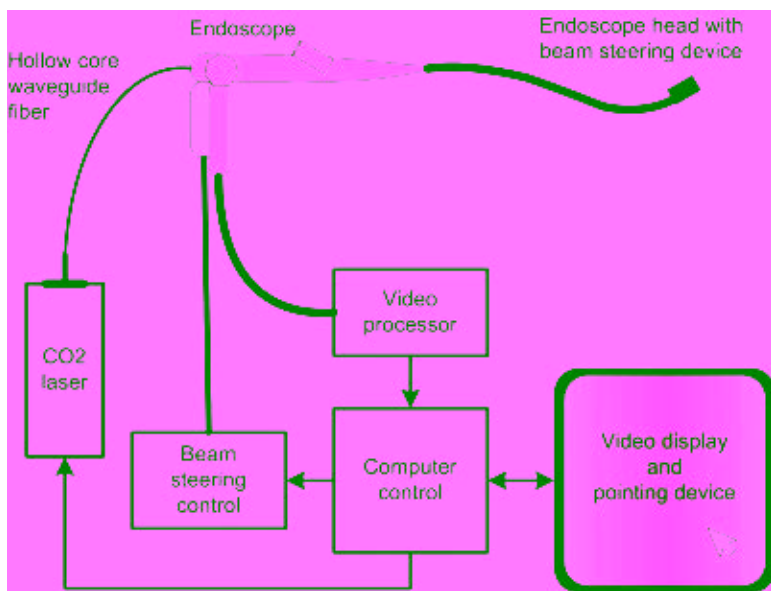 Endoscope
Endoscope head with
beam steering device
Hollow core
waveguide
fiber
Video
processor
CO2
laser
Beam
steering
control
Computer
control
Video display
and
pointing device